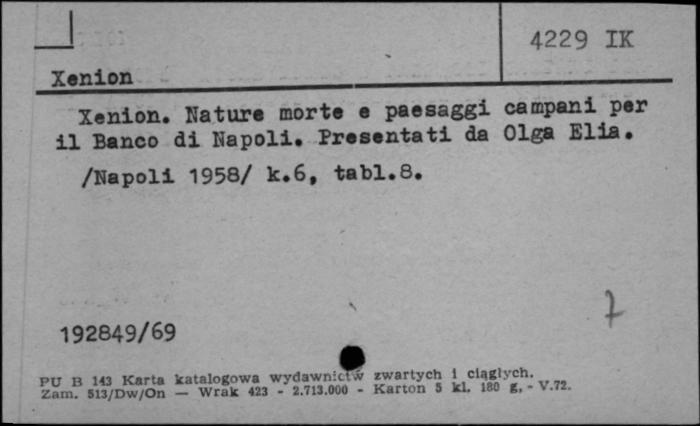 4229 IK
Xenion
Xenion. Nature morte e paesaggi campani per
il Banco di Napoli. Presentati da Olga Elia.
/Napoli 1958/ k.6, tabl.8.
7
192849/69
PU B 143 Karta katalogowa wydawnictw zwartych i ciągłych.
Zam. 513/Dw/On — Wrak 423 - 2.713.000 - Karton 5 kl. 180 g. - V.72.